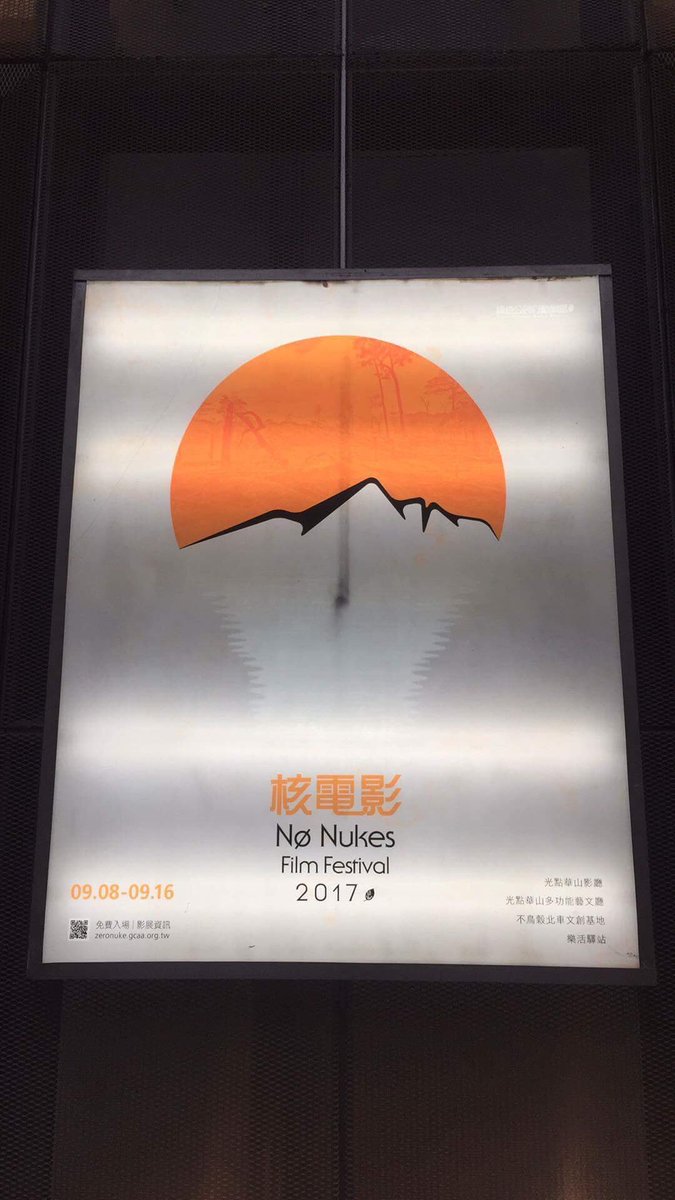 核電影
Nø Nukes
Film Festival
2017
09.08-09.16
免費入場 | 影展資訊
zeronuke.gcaa.org.tw
光點華山影廳
光點華山多功能藝文廳
不鳥穀北車文創基地
樂活驛站